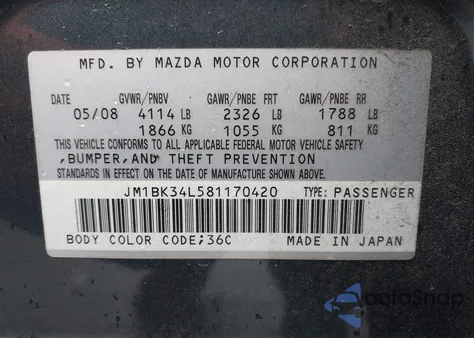 MFD. BY MAZDA MOTOR CORPORATION
DATE GVWR/PNBV GAWR/PNBE FRT GAWR/PNBE RR
05/08 4114 LB 2326 LB 1788 LB
1866 KG 1055 KG 811 KG
THIS VEHICLE CONFORMS TO ALL APPLICABLE FEDERAL MOTOR VEHICLE SAFETY
,BUMPER,AND THEFT PREVENTION
STANDARDS IN EFFECT ON THE DATE OF MANUFACTURE SHOWN ABOVE.
JM1BK34L581170420 TYPE: PASSENGER
BODY COLOR CODE;36C MADE IN JAPAN
autoSnap